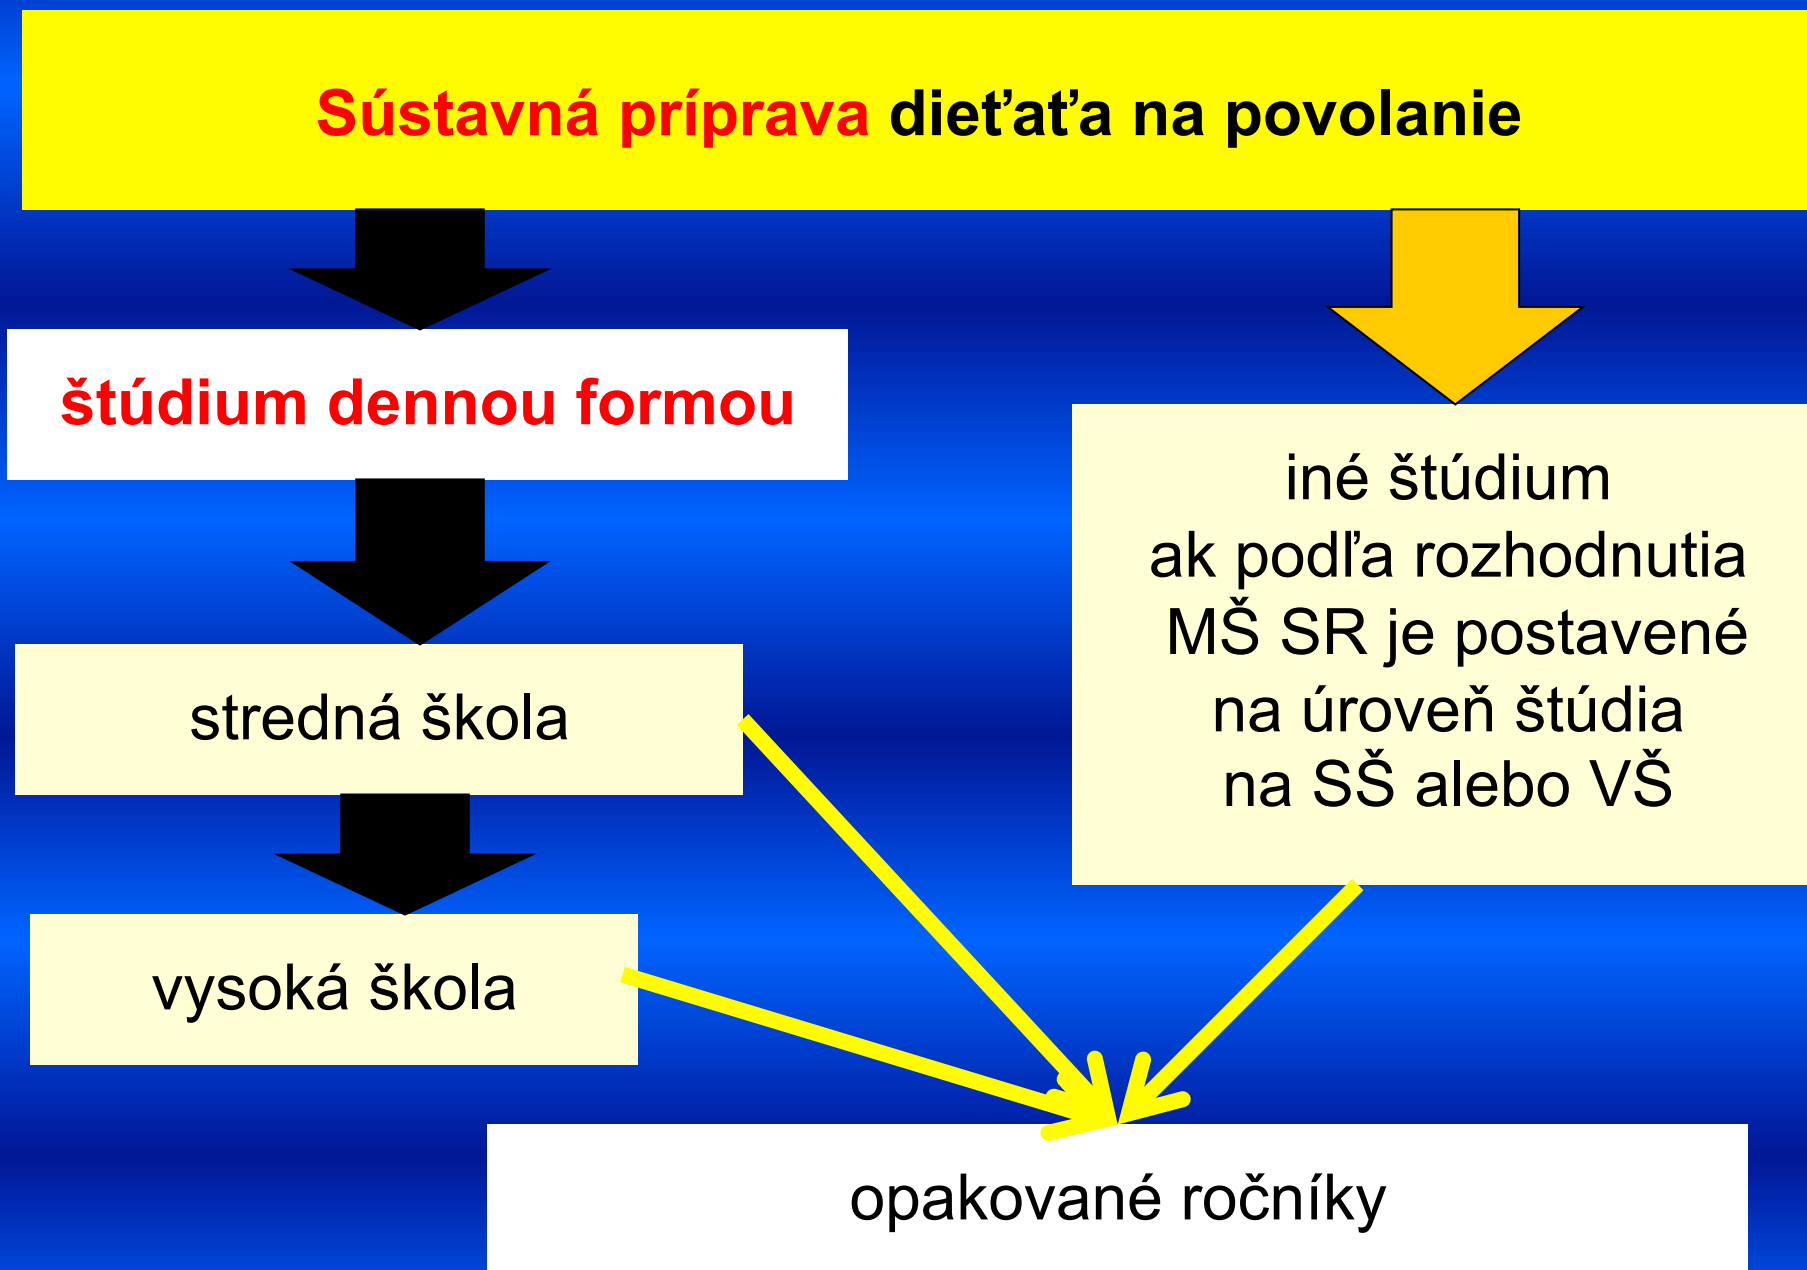 Sústavná príprava dieťaťa na povolanie
štúdium dennou formou
iné štúdium
ak podľa rozhodnutia
MŠ SR je postavené
na úroveň štúdia
na SŠ alebo VŠ
stredná škola
vysoká škola
opakované ročníky